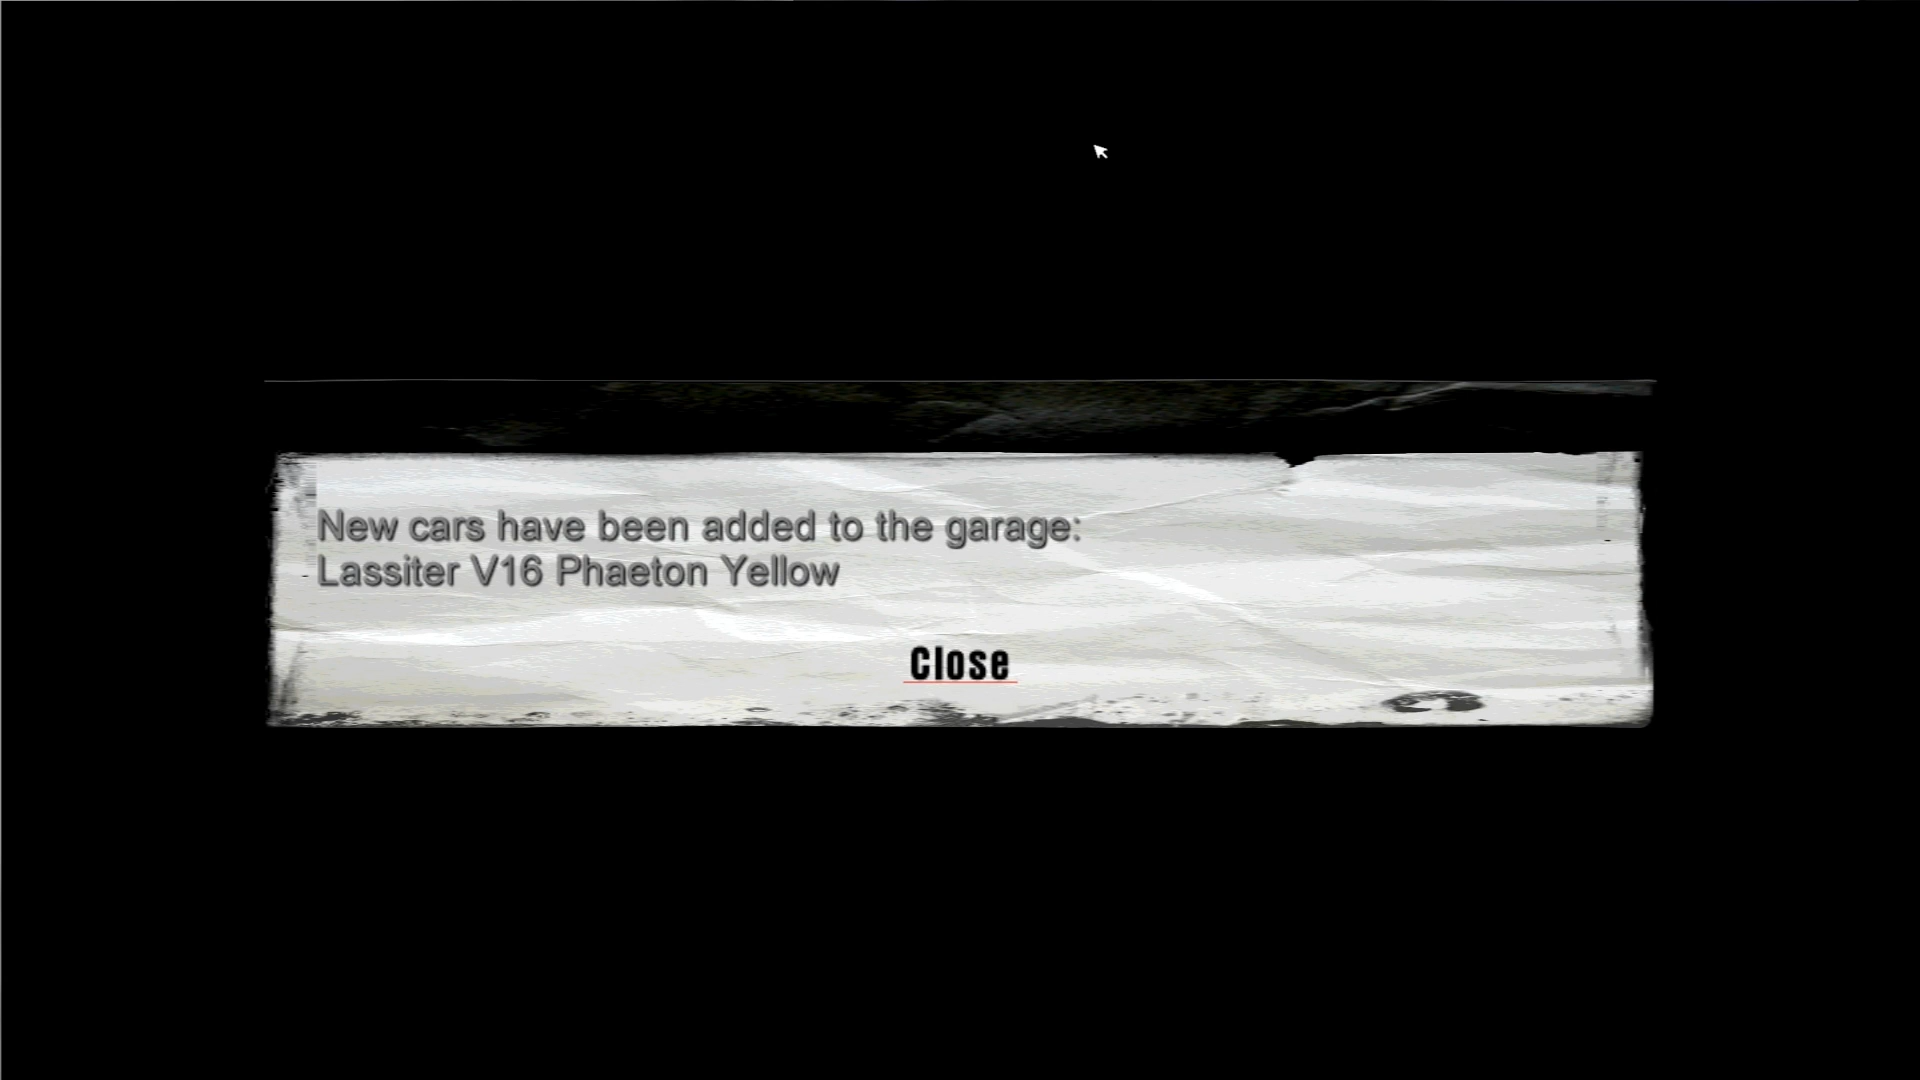 New cars have been added to the garage:
Lassiter V16 Phaeton Yellow
Close